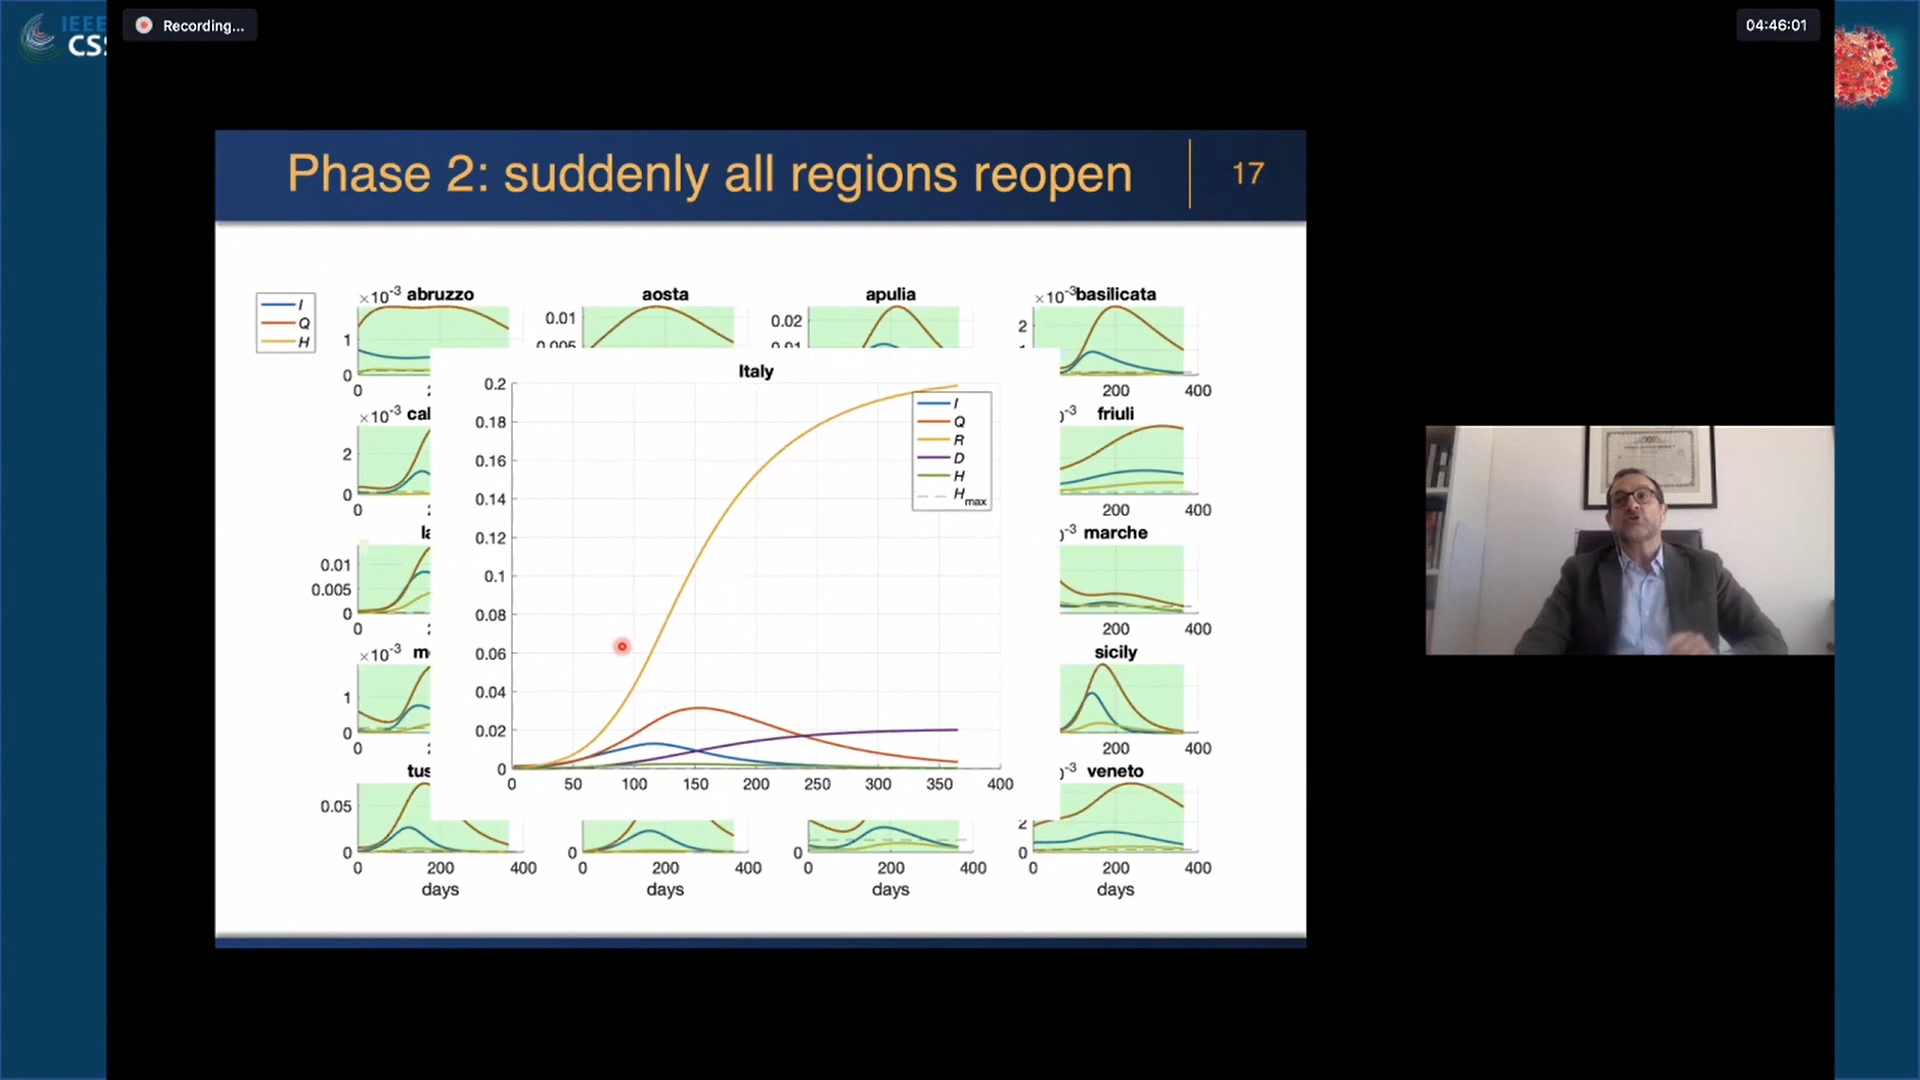 IEEE
CSS
Recording...
04:46:01
Phase 2: suddenly all regions reopen
17
I
Q
H
×10⁻³ abruzzo
1
0
0
aosta
0.01
0.005
apulia
0.02
0.01
×10⁻³ basilicata
2
0
200
400
×10⁻³ cal
2
0
0
friuli
200
400
la
0.01
0.005
0
0
marche
200
400
×10⁻³ mo
1
0
0
sicily
200
400
Italy
0.2
0.18
0.16
0.14
0.12
0.1
0.08
0.06
0.04
0.02
0
0 50 100 150 200 250 300 350 400
I
Q
R
D
H
Hmax
tus
0.05
0
0 200 400
days
0
0 200 400
days
0
0 200 400
days
veneto
2
0
0 200 400
days